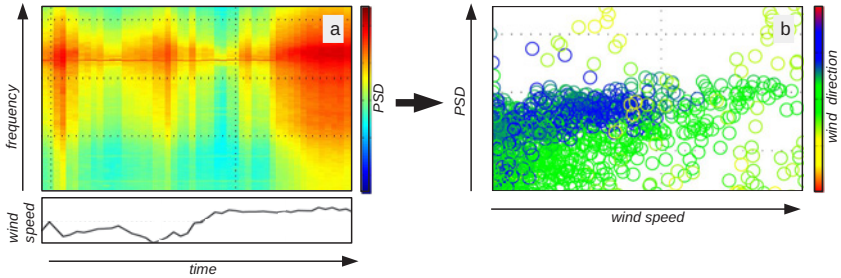 a
frequency
PSD
wind
speed
time
b
PSD
wind speed
wind direction